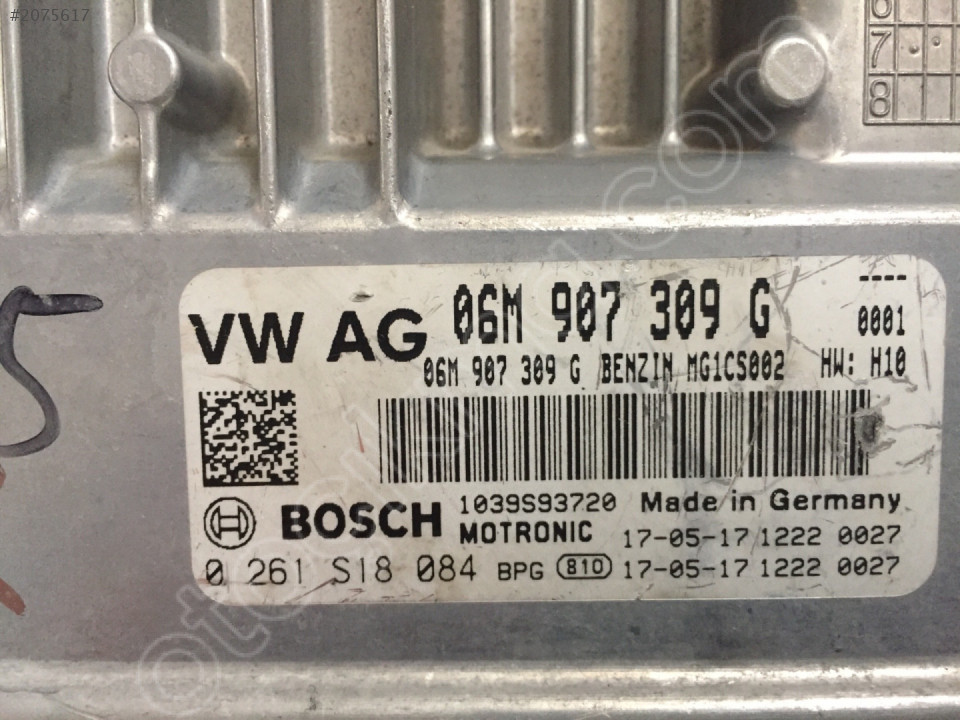 #2075617
6
7
8
5
VW AG
06M 907 309 G
----
0001
06M 907 309 G BENZIN MG1CS002 HW: H10
BOSCH
1039S93720 Made in Germany
MOTRONIC 17-05-17 1222 0027
0 261 S18 084 BPG 810 17-05-17 1222 0027